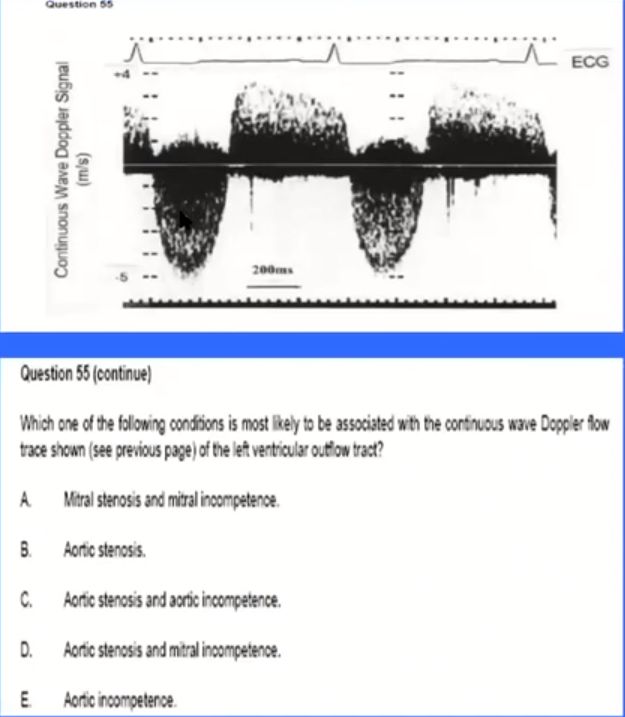 Question 55
ECG
+4
Continuous Wave Doppler Signal
(m/s)
200ms
-5
Question 55 (continue)
Which one of the following conditions is most likely to be associated with the continuous wave Doppler flow
trace shown (see previous page) of the left ventricular outflow tract?
A. Mitral stenosis and mitral incompetence.
B. Aortic stenosis.
C. Aortic stenosis and aortic incompetence.
D. Aortic stenosis and mitral incompetence.
E. Aortic incompetence.